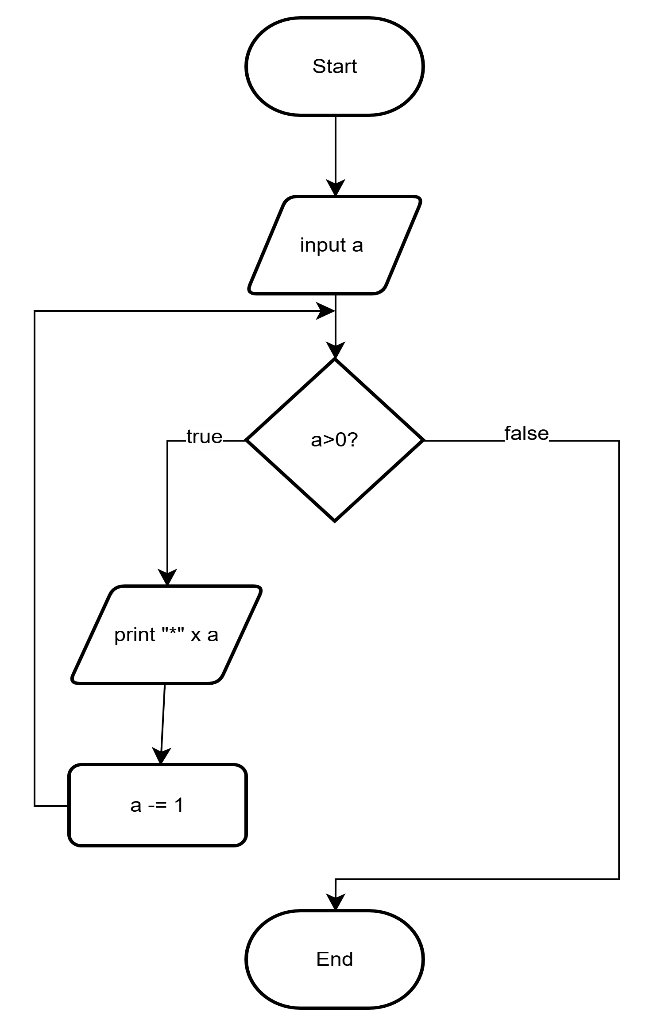 Start
input a
a>0?
true
false
print "*" x a
a -= 1
End